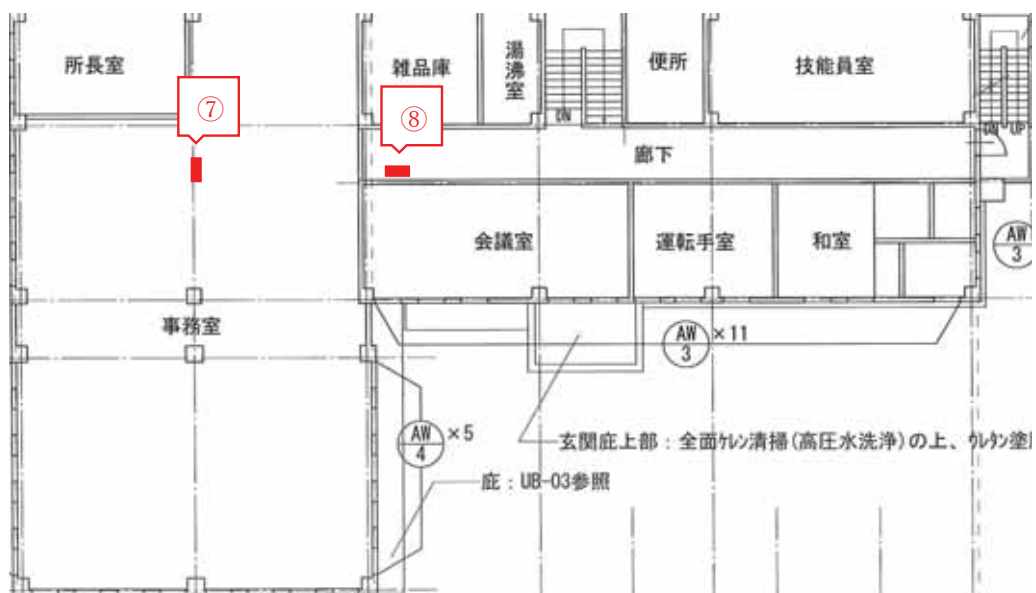 所長室
雑品庫
湯沸室
便所
技能員室
⑦
⑧
DN
DN UP
廊下
会議室
運転手室
和室
AW
3
事務室
AW
3
×11
AW
4
×5
玄関庇上部:全面ケレン清掃(高圧水洗浄)の上、ウレタン塗
庇:UB-03参照